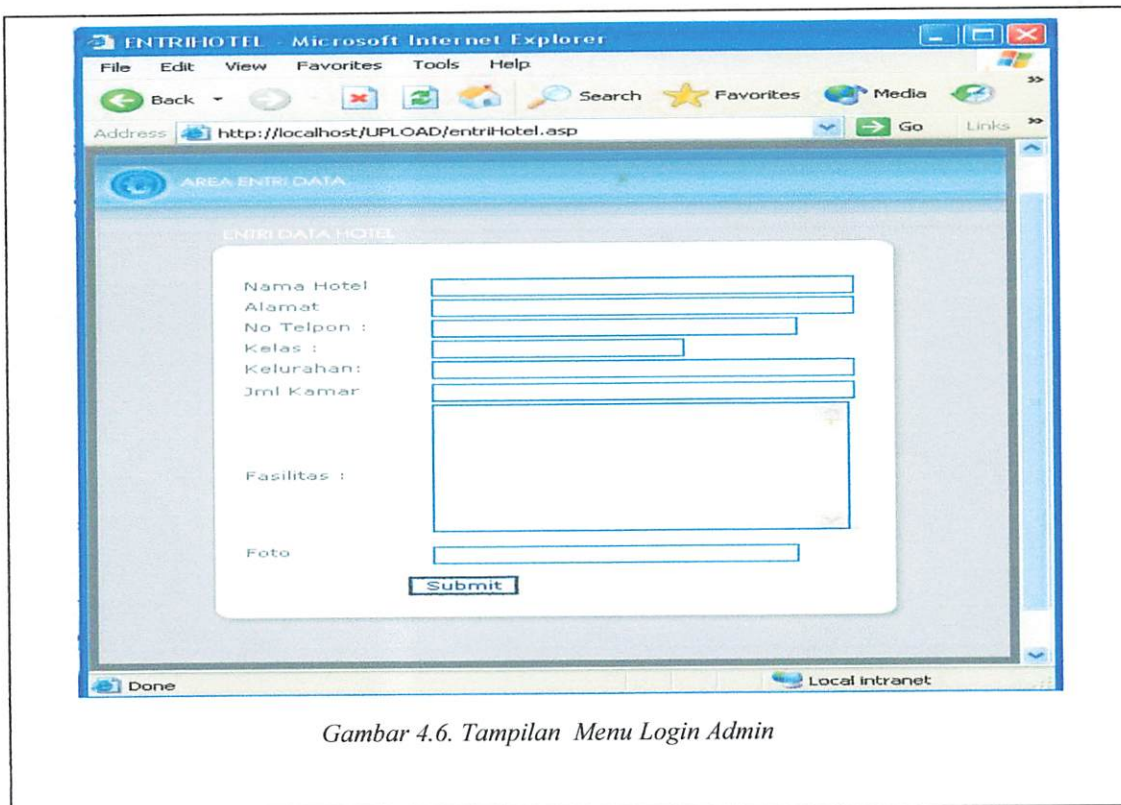 ENTRIHOTEL - Microsoft Internet Explorer
File Edit View Favorites Tools Help
Back Search Favorites Media
Address http://localhost/UPLOAD/entriHotel.asp Go Links
AREA ENTRI DATA
ENTRI DATA HOTEL
Nama Hotel
Alamat
No Telpon :
Kelas :
Kelurahan:
Jml Kamar
Fasilitas :
Foto
Submit
Done Local intranet
Gambar 4.6. Tampilan Menu Login Admin